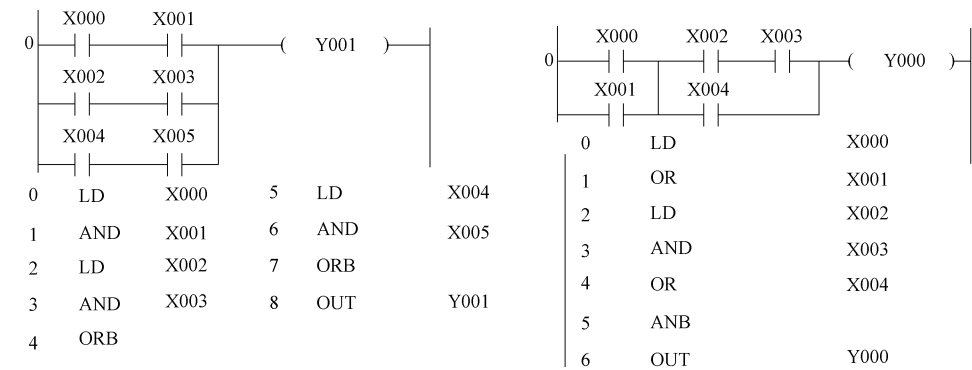 X000 X001
0 Y001
X002 X003
X004 X005
0 LD X000
1 AND X001
2 LD X002
3 AND X003
4 ORB
5 LD X004
6 AND X005
7 ORB
8 OUT Y001
X000 X002 X003
0 Y000
X001 X004
0 LD X000
1 OR X001
2 LD X002
3 AND X003
4 OR X004
5 ANB
6 OUT Y000